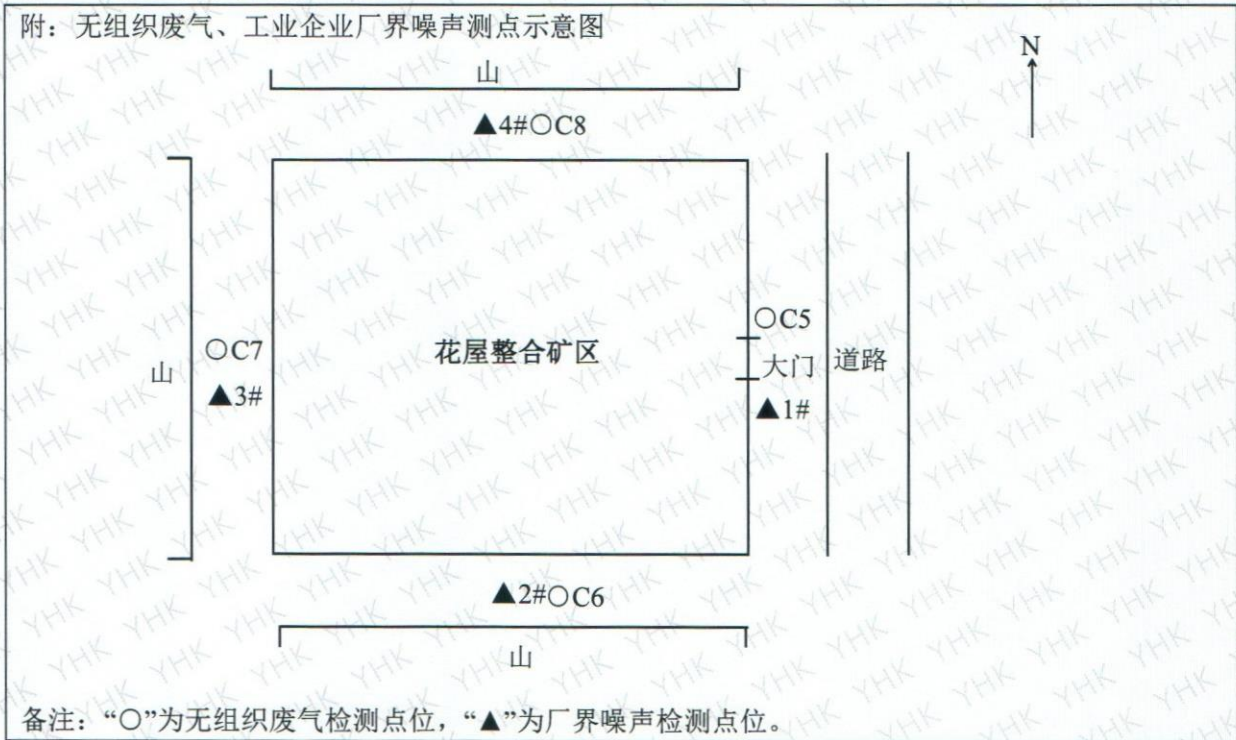 附：无组织废气、工业企业厂界噪声测点示意图
N
山
▲4#○C8
○C5
○C7
花屋整合矿区
大门
道路
山
▲3#
▲1#
▲2#○C6
山
备注：“○”为无组织废气检测点位，“▲”为厂界噪声检测点位。
YHK